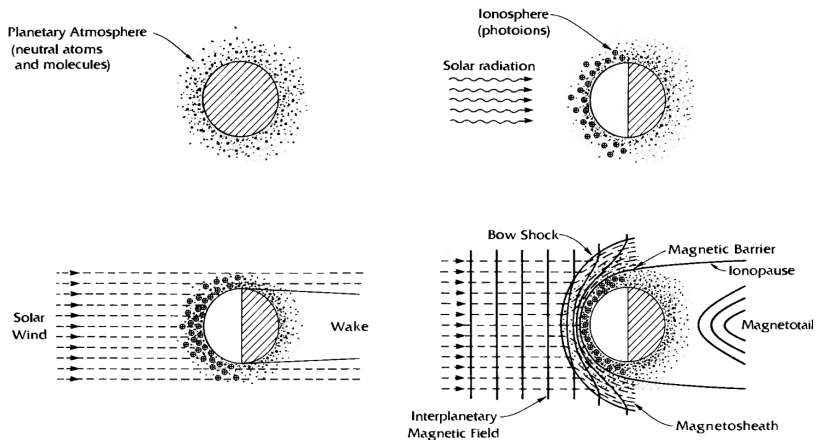 Planetary Atmosphere
(neutral atoms
and molecules)
Ionosphere
(photoions)
Solar radiation
Solar
Wind
Wake
Bow Shock
Magnetic Barrier
Ionopause
Magnetotail
Interplanetary
Magnetic Field
Magnetosheath